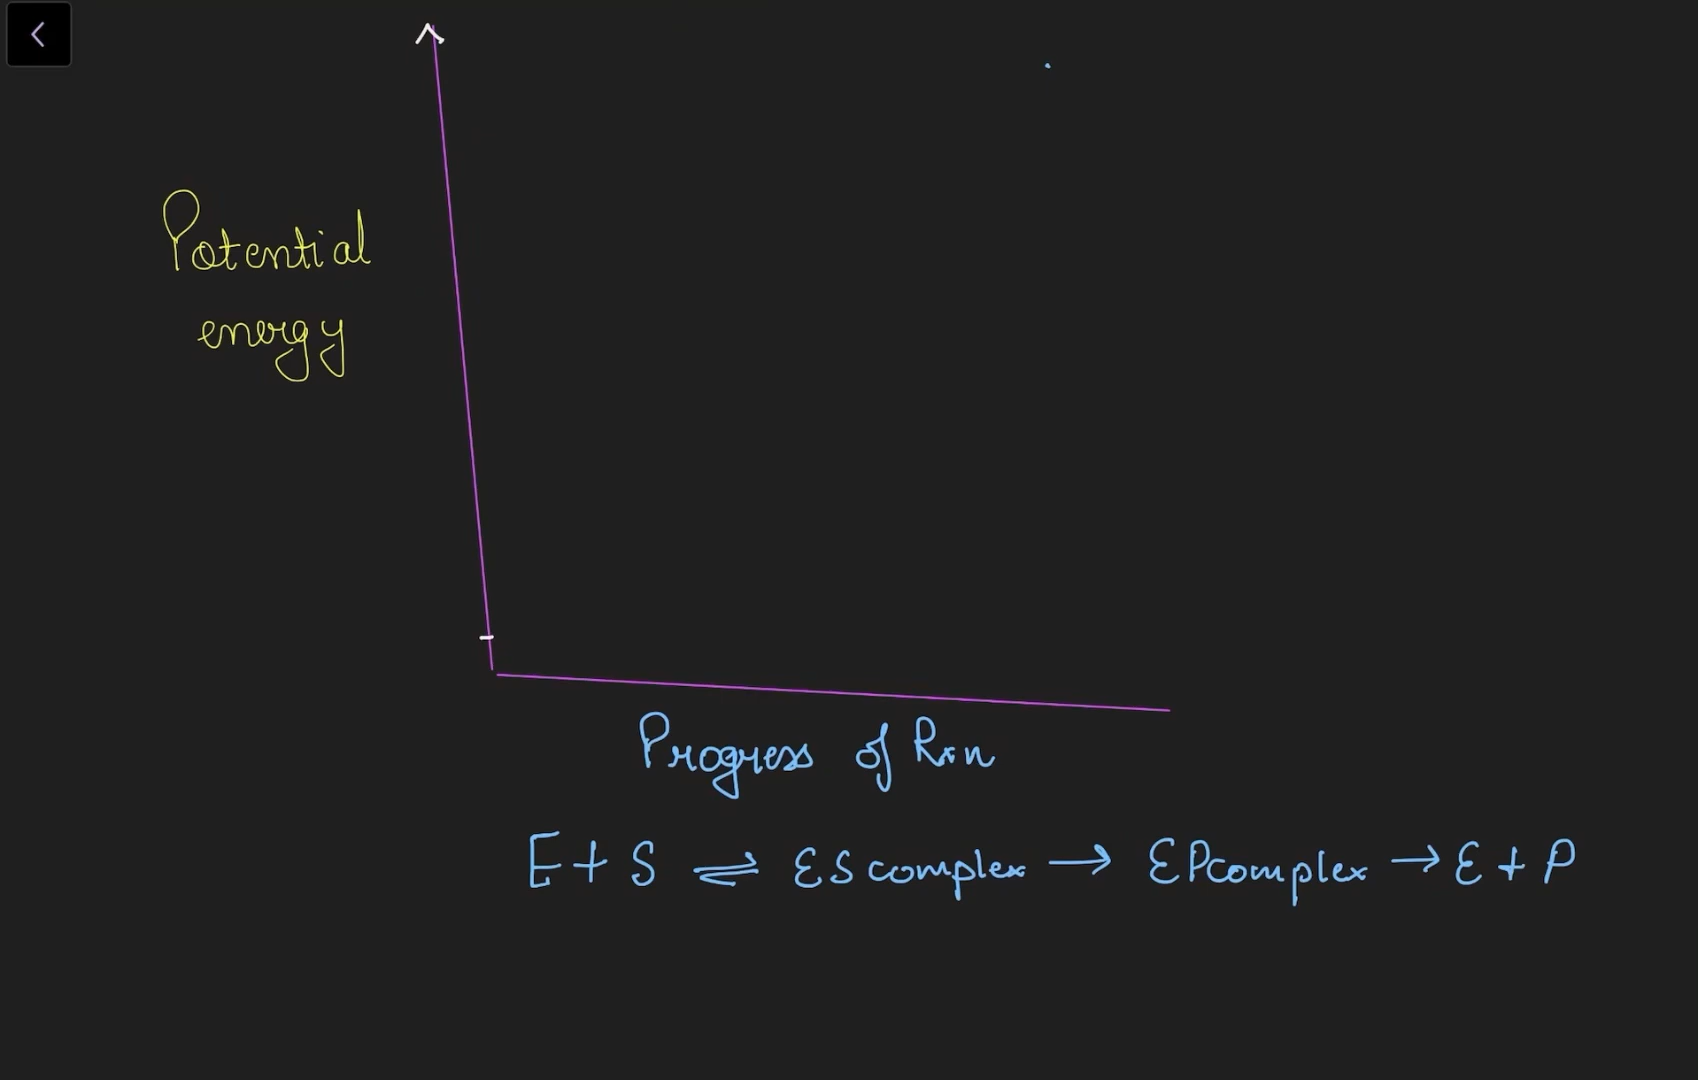 Potential
energy
Progress of Rxn
E + S ⇌ ES complex → EP complex → E + P